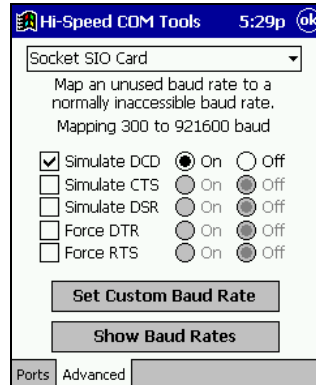 Hi-Speed COM Tools 5:29p ok
Socket SIO Card
Map an unused baud rate to a
normally inaccessible baud rate.
Mapping 300 to 921600 baud
Simulate DCD On Off
Simulate CTS On Off
Simulate DSR On Off
Force DTR On Off
Force RTS On Off
Set Custom Baud Rate
Show Baud Rates
Ports Advanced